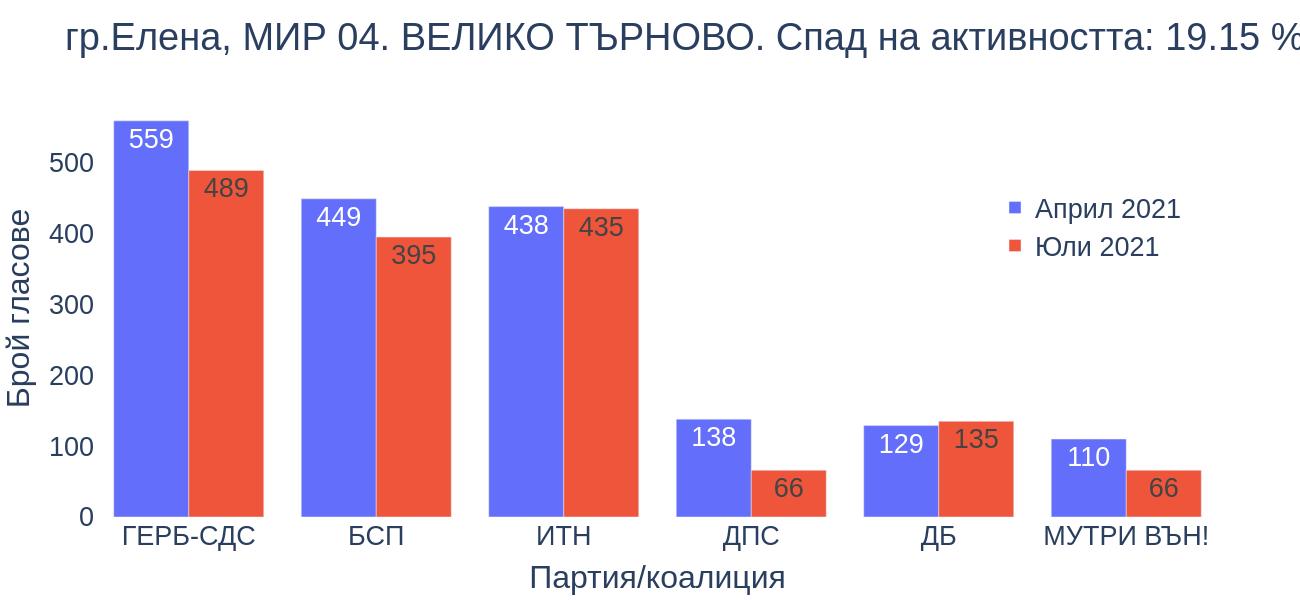 гр.Елена, МИР 04. ВЕЛИКО ТЪРНОВО. Спад на активността: 19.15 %
Брой гласове
500
400
300
200
100
0
559
489
449
395
438
435
138
66
129
135
110
66
Април 2021
Юли 2021
ГЕРБ-СДС
БСП
ИТН
ДПС
ДБ
МУТРИ ВЪН!
Партия/коалиция